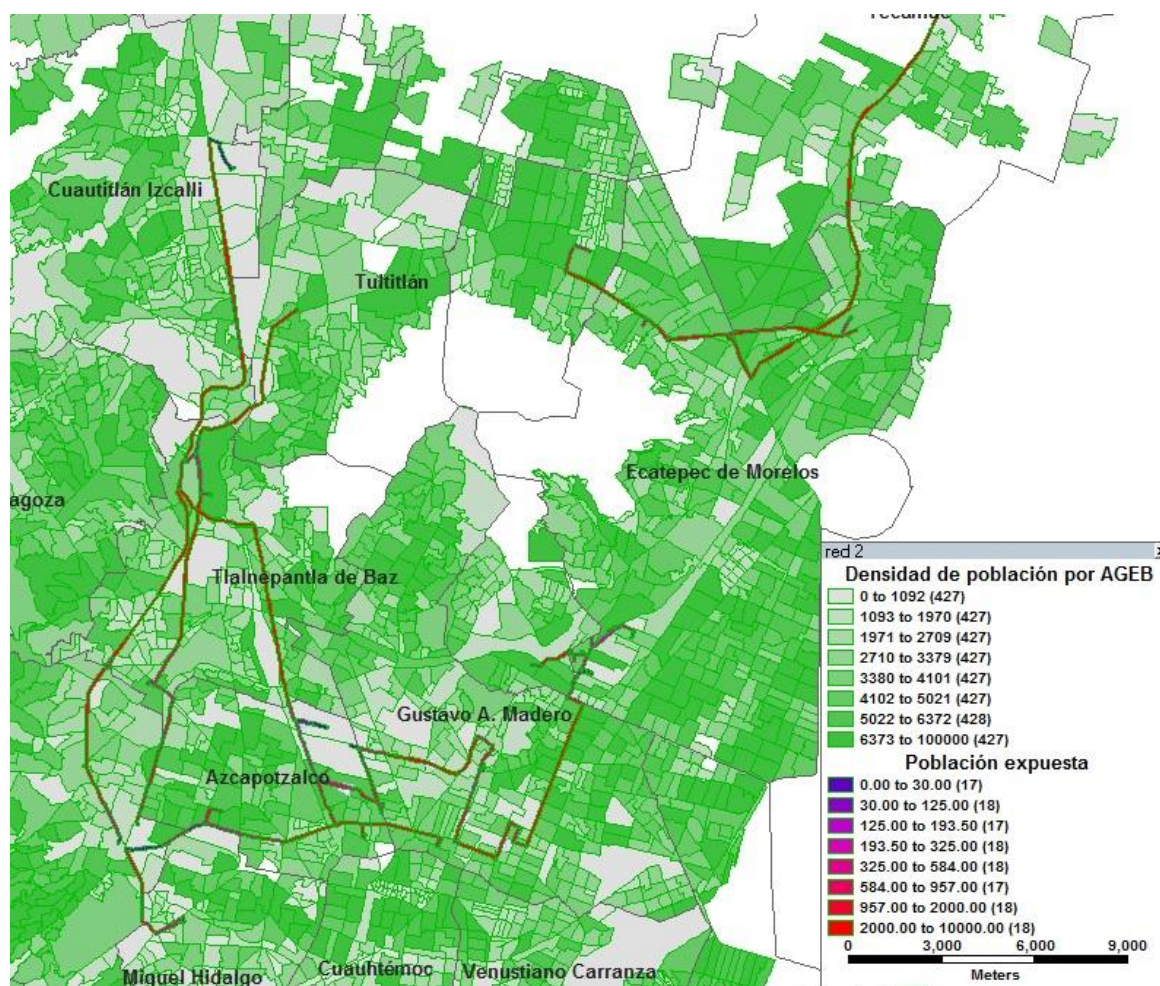 Cuautitlán Izcalli
Tultitlán
Ecatepec de Morelos
agoza
Tlalnepantla de Baz
Gustavo A. Madero
Azcapotzalco
Miguel Hidalgo
Cuauhtémoc
Venustiano Carranza
red 2
Densidad de población por AGEB
0 to 1092 (427)
1093 to 1970 (427)
1971 to 2709 (427)
2710 to 3379 (427)
3380 to 4101 (427)
4102 to 5021 (427)
5022 to 6372 (428)
6373 to 100000 (427)
Población expuesta
0.00 to 30.00 (17)
30.00 to 125.00 (18)
125.00 to 193.50 (17)
193.50 to 325.00 (18)
325.00 to 584.00 (18)
584.00 to 957.00 (17)
957.00 to 2000.00 (18)
2000.00 to 10000.00 (18)
0 3,000 6,000 9,000
Meters